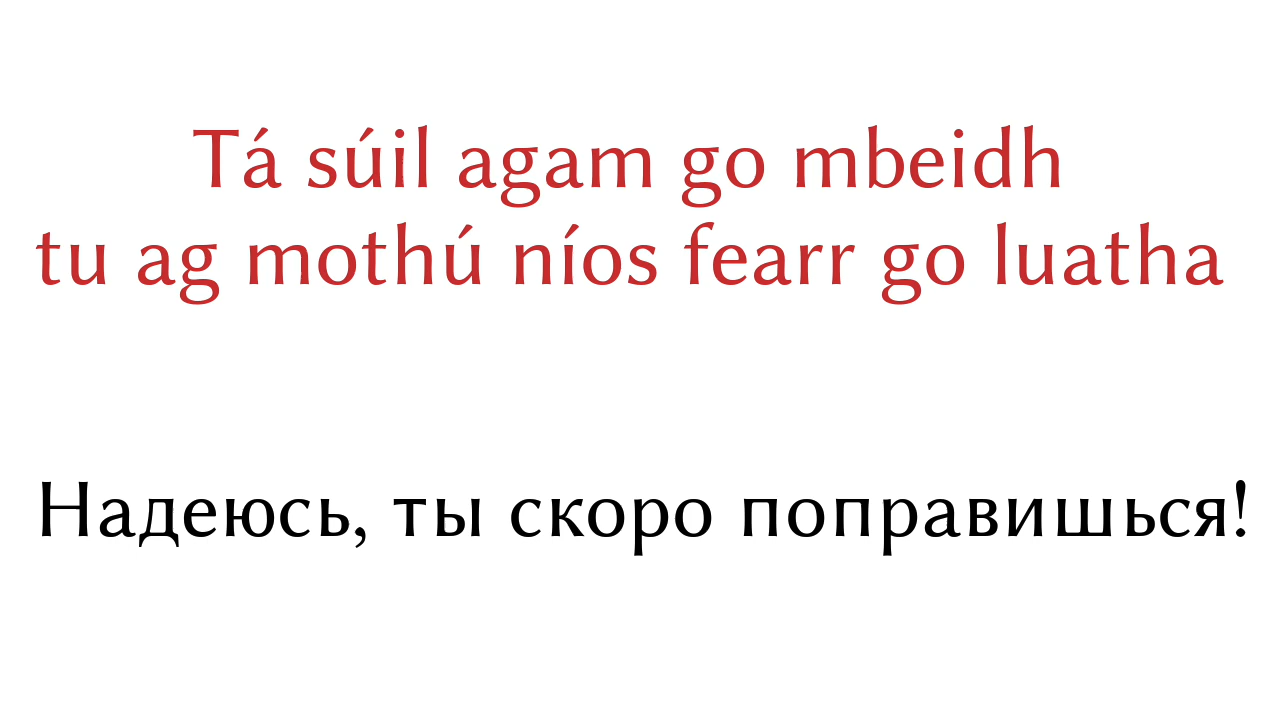 Tá súil agam go mbeidh
tu ag mothú níos fearr go luatha
Надеюсь, ты скоро поправишься!